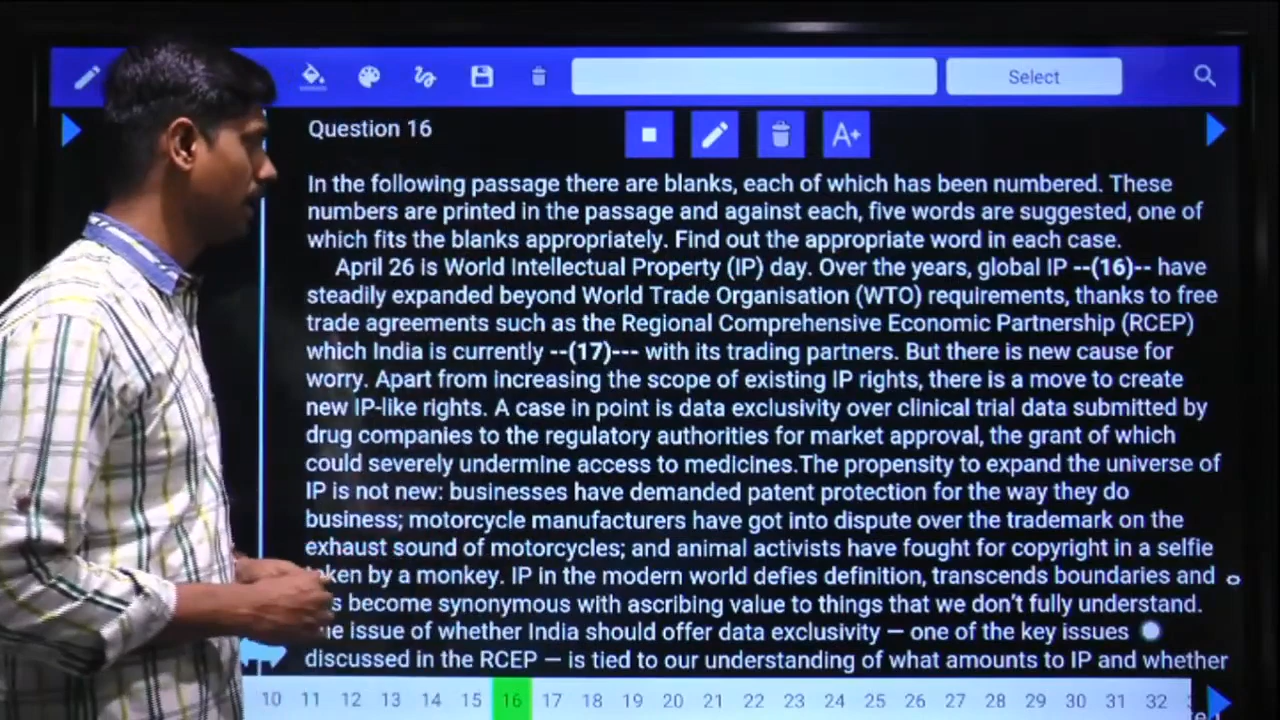 Select
Question 16
A+
In the following passage there are blanks, each of which has been numbered. These
numbers are printed in the passage and against each, five words are suggested, one of
which fits the blanks appropriately. Find out the appropriate word in each case.
April 26 is World Intellectual Property (IP) day. Over the years, global IP --(16)-- have
steadily expanded beyond World Trade Organisation (WTO) requirements, thanks to free
trade agreements such as the Regional Comprehensive Economic Partnership (RCEP)
which India is currently --(17)--- with its trading partners. But there is new cause for
worry. Apart from increasing the scope of existing IP rights, there is a move to create
new IP-like rights. A case in point is data exclusivity over clinical trial data submitted by
drug companies to the regulatory authorities for market approval, the grant of which
could severely undermine access to medicines.The propensity to expand the universe of
IP is not new: businesses have demanded patent protection for the way they do
business; motorcycle manufacturers have got into dispute over the trademark on the
exhaust sound of motorcycles; and animal activists have fought for copyright in a selfie
by a monkey. IP in the modern world defies definition, transcends boundaries and
become synonymous with ascribing value to things that we don't fully understand.
issue of whether India should offer data exclusivity — one of the key issues
discussed in the RCEP — is tied to our understanding of what amounts to IP and whether
10 11 12 13 14 15 16 17 18 19 20 21 22 23 24 25 26 27 28 29 30 31 32